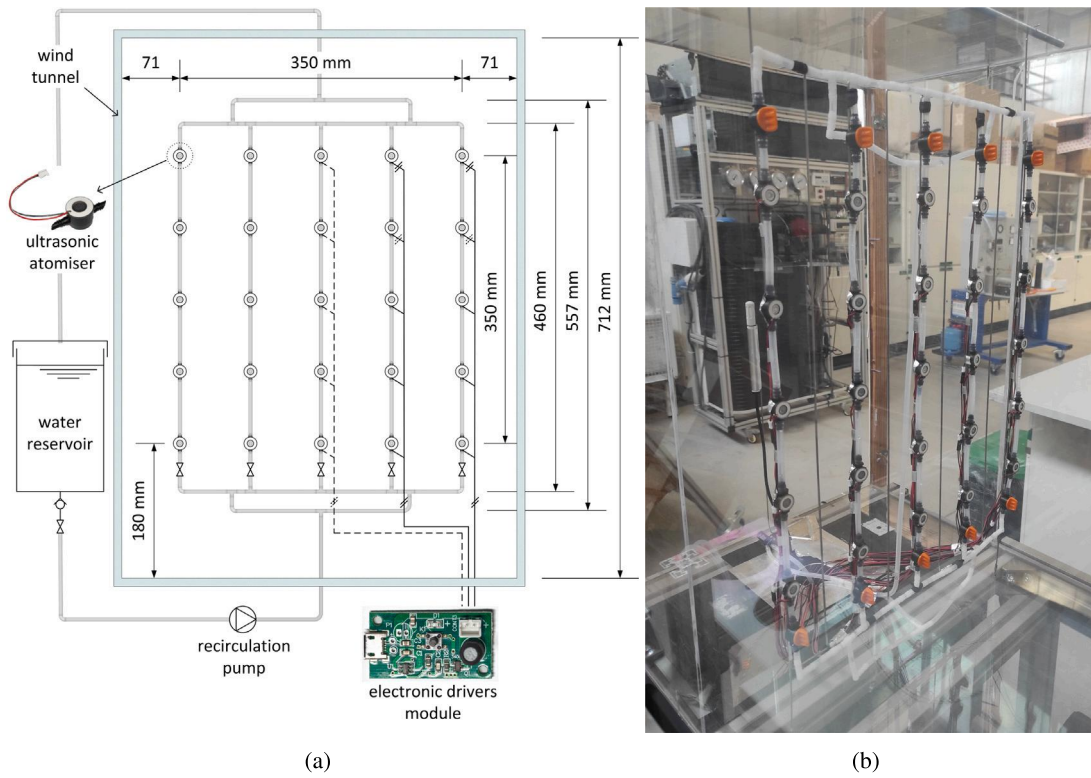 wind
tunnel
71
350 mm
71
ultrasonic
atomiser
350 mm
460 mm
557 mm
712 mm
water
reservoir
180 mm
recirculation
pump
CON1
electronic drivers
module
(a)
(b)